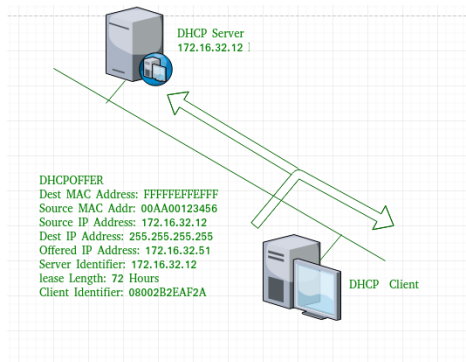 DHCP Server
172.16.32.12
DHCPOFFER
Dest MAC Address: FFFFFEFFEFFF
Source MAC Addr: 00AA00123456
Source IP Address: 172.16.32.12
Dest IP Address: 255.255.255.255
Offered IP Address: 172.16.32.51
Server Identifier: 172.16.32.12
lease Length: 72 Hours
Client Identifier: 08002B2EAF2A
DHCP Client